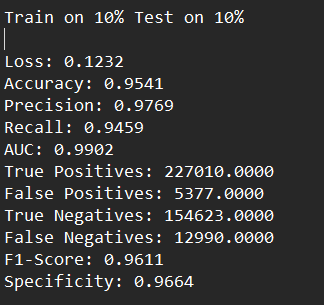 Train on 10% Test on 10%
Loss: 0.1232
Accuracy: 0.9541
Precision: 0.9769
Recall: 0.9459
AUC: 0.9902
True Positives: 227010.0000
False Positives: 5377.0000
True Negatives: 154623.0000
False Negatives: 12990.0000
F1-Score: 0.9611
Specificity: 0.9664